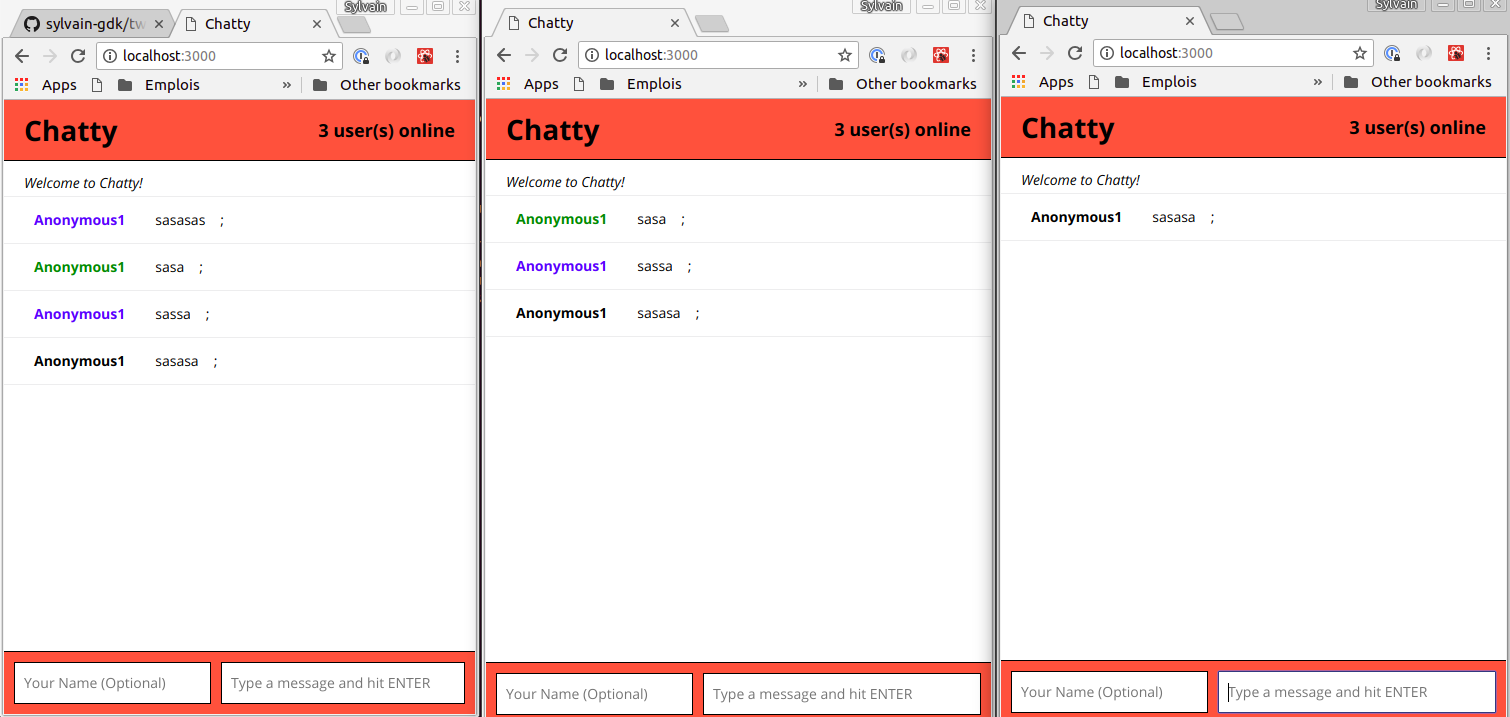 Sylvain
sylvain-gdk/tw
Chatty
localhost:3000
Apps
Emplois
»
Other bookmarks
Chatty
3 user(s) online
Welcome to Chatty!
Anonymous1 sasasas ;
Anonymous1 sasa ;
Anonymous1 sassa ;
Anonymous1 sasasa ;
Your Name (Optional)
Type a message and hit ENTER
Sylvain
Chatty
localhost:3000
Apps
Emplois
»
Other bookmarks
Chatty
3 user(s) online
Welcome to Chatty!
Anonymous1 sasa ;
Anonymous1 sassa ;
Anonymous1 sasasa ;
Your Name (Optional)
Type a message and hit ENTER
Sylvain
Chatty
localhost:3000
Apps
Emplois
»
Other bookmarks
Chatty
3 user(s) online
Welcome to Chatty!
Anonymous1 sasasa ;
Your Name (Optional)
Type a message and hit ENTER